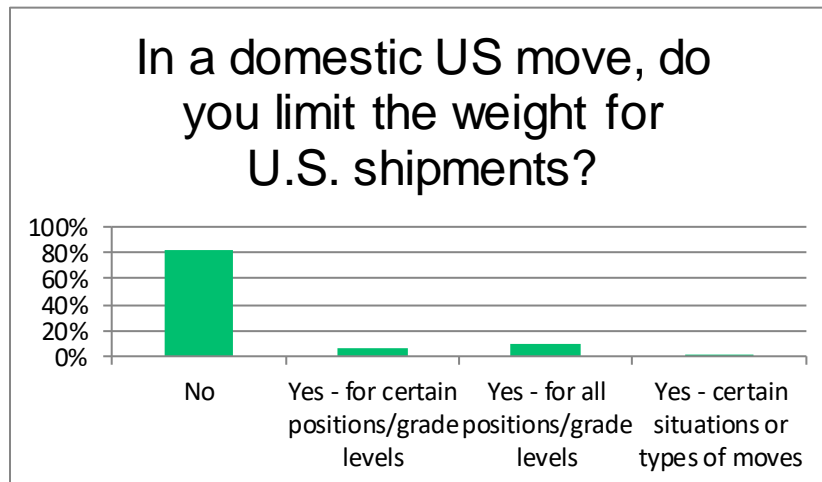 In a domestic US move, do
you limit the weight for
U.S. shipments?
100%
80%
60%
40%
20%
0%
No
Yes - for certain
positions/grade
levels
Yes - for all
positions/grade
levels
Yes - certain
situations or
types of moves